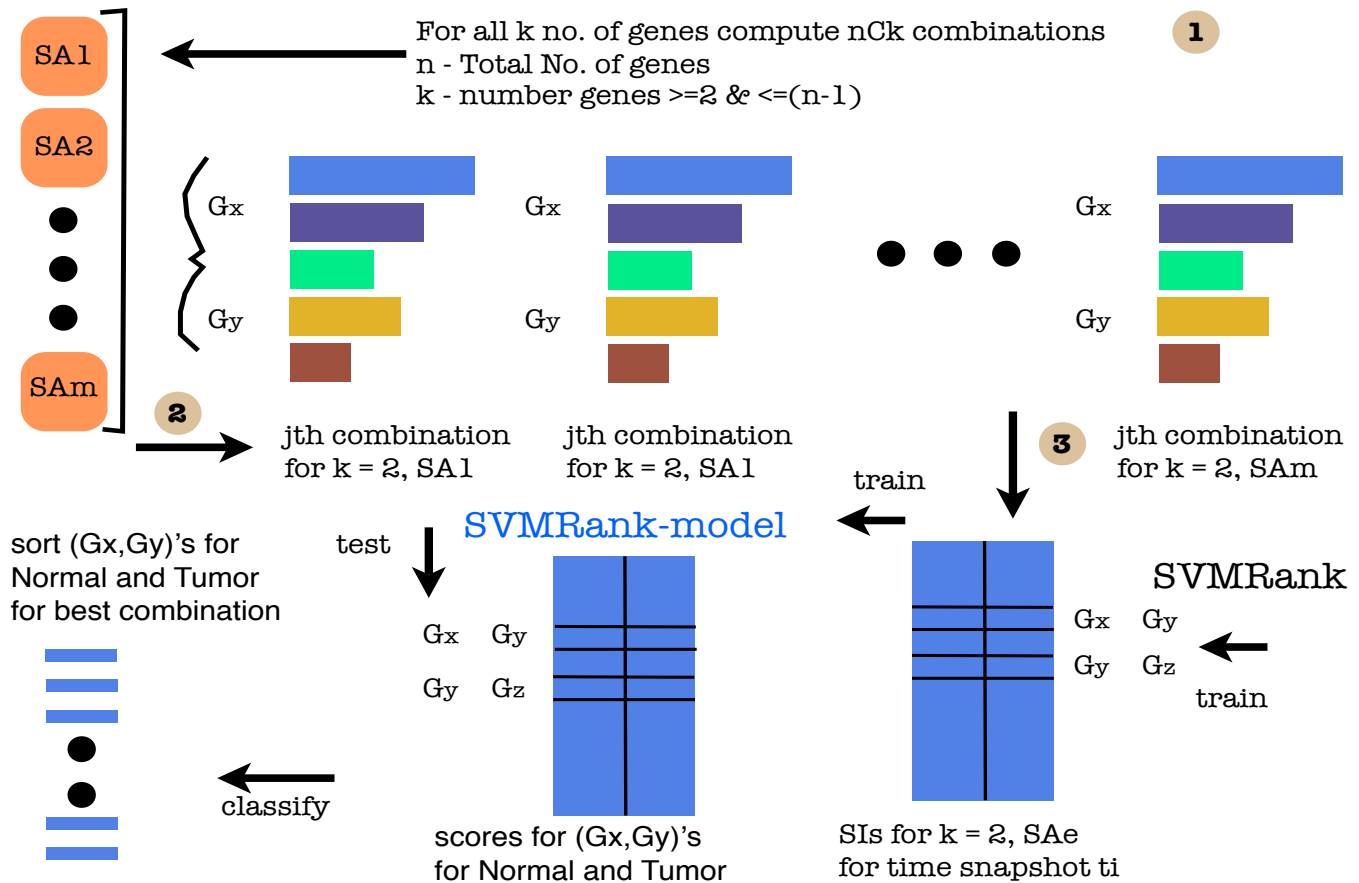 For all k no. of genes compute nCk combinations
n - Total No. of genes
k - number genes >=2 & <=(n-1)
1
SA1
SA2
SAm
Gx
Gy
Gx
Gy
Gx
Gy
2
jth combination
for k = 2, SA1
jth combination
for k = 2, SA1
3
jth combination
for k = 2, SAm
train
SVMRank-model
test
sort (Gx,Gy)'s for
Normal and Tumor
for best combination
SVMRank
Gx Gy
Gy Gz
Gx Gy
Gy Gz
train
classify
scores for (Gx,Gy)'s
for Normal and Tumor
SIs for k = 2, SAe
for time snapshot ti